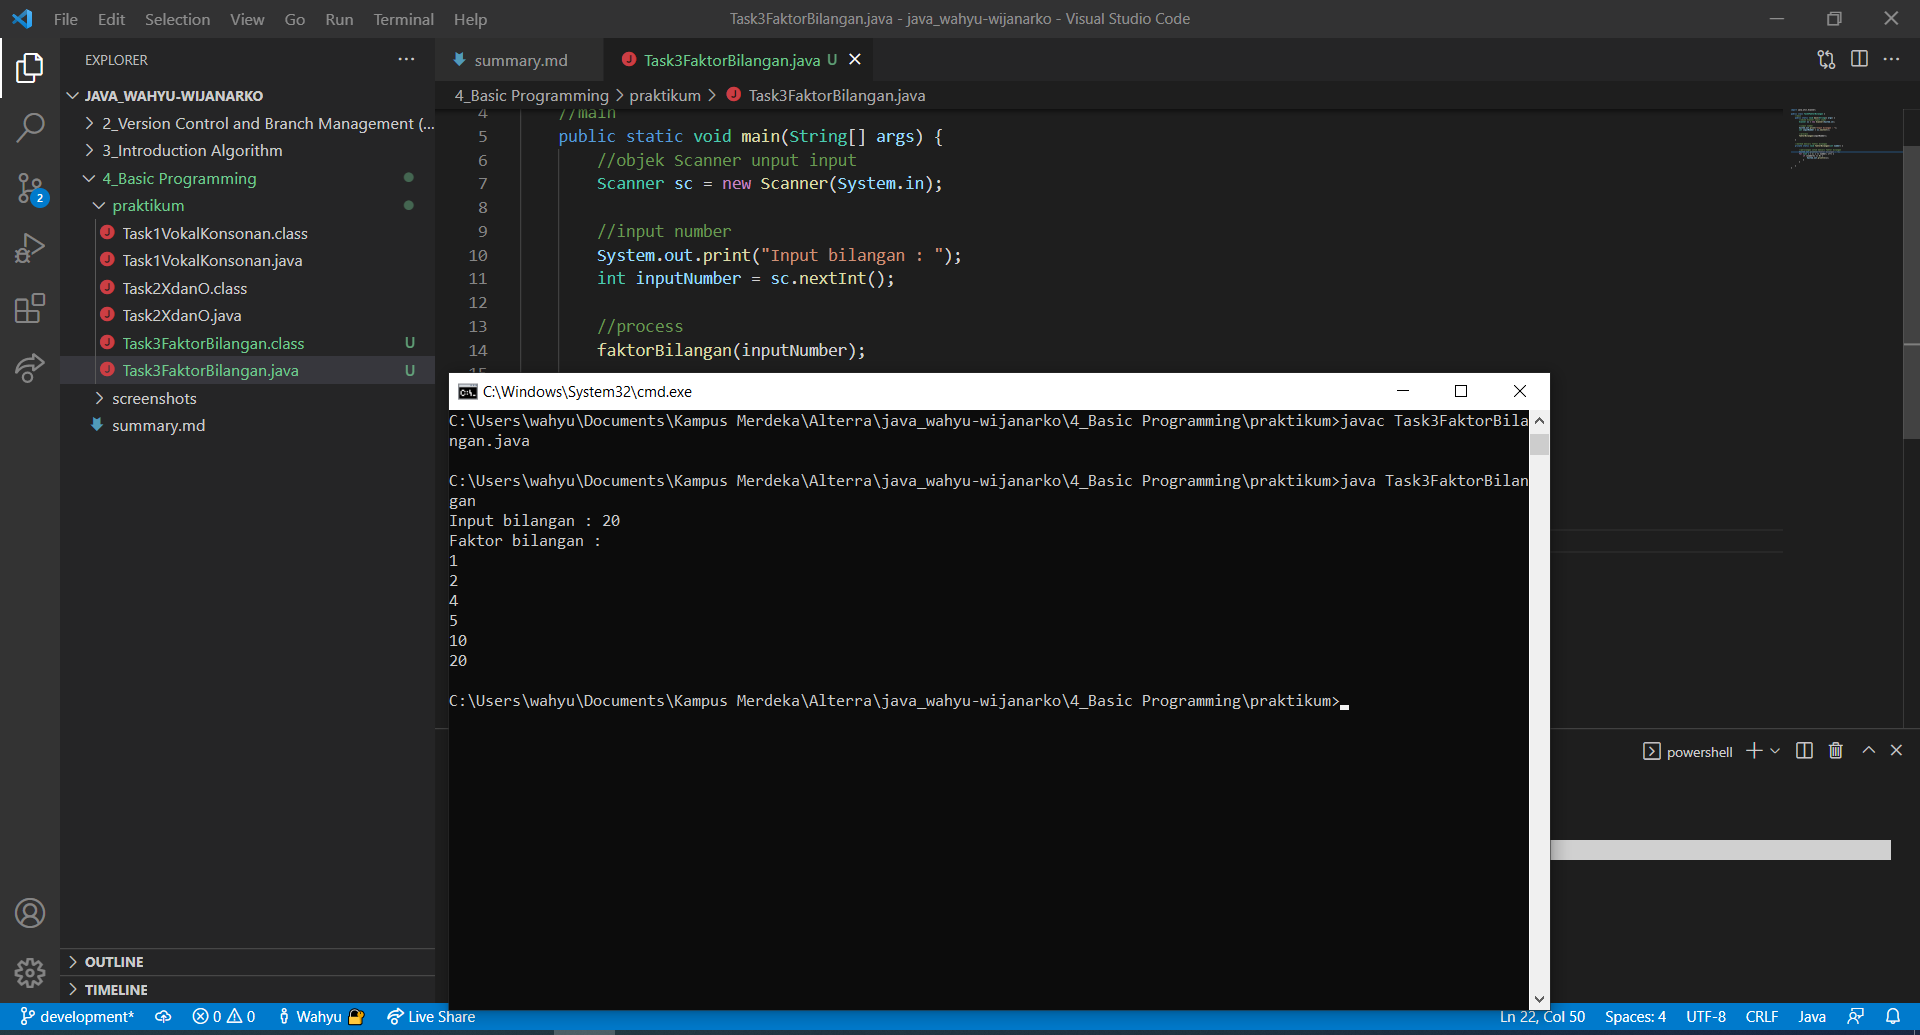 File Edit Selection View Go Run Terminal Help
Task3FaktorBilangan.java - java_wahyu-wijanarko - Visual Studio Code
EXPLORER
JAVA_WAHYU-WIJANARKO
2_Version Control and Branch Management (...
3_Introduction Algorithm
4_Basic Programming
praktikum
Task1VokalKonsonan.class
Task1VokalKonsonan.java
Task2XdanO.class
Task2XdanO.java
Task3FaktorBilangan.class U
Task3FaktorBilangan.java U
screenshots
summary.md
OUTLINE
TIMELINE
2
summary.md
Task3FaktorBilangan.java U
4_Basic Programming > praktikum > Task3FaktorBilangan.java
4 //main
5 public static void main(String[] args) {
6 //objek Scanner unput input
7 Scanner sc = new Scanner(System.in);
8
9 //input number
10 System.out.print("Input bilangan : ");
11 int inputNumber = sc.nextInt();
12
13 //process
14 faktorBilangan(inputNumber);
15
C:\Windows\System32\cmd.exe
C:\Users\wahyu\Documents\Kampus Merdeka\Alterra\java_wahyu-wijanarko\4_Basic Programming\praktikum>javac Task3FaktorBila
ngan.java
C:\Users\wahyu\Documents\Kampus Merdeka\Alterra\java_wahyu-wijanarko\4_Basic Programming\praktikum>java Task3FaktorBilan
gan
Input bilangan : 20
Faktor bilangan :
1
2
4
5
10
20
C:\Users\wahyu\Documents\Kampus Merdeka\Alterra\java_wahyu-wijanarko\4_Basic Programming\praktikum>
powershell
development* 0 0 Wahyu Live Share
Ln 22, Col 50 Spaces: 4 UTF-8 CRLF Java